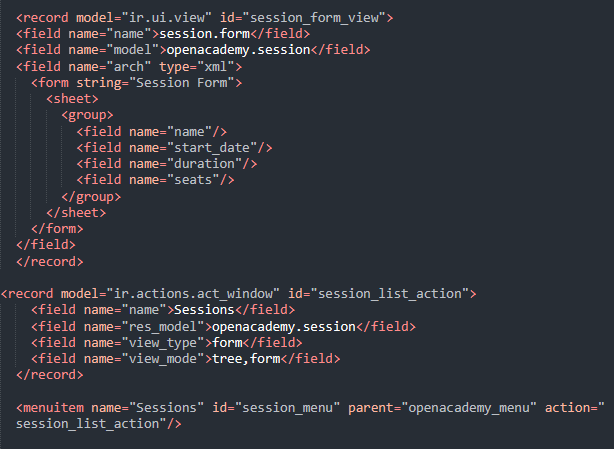 <record model="ir.ui.view" id="session_form_view">
<field name="name">session.form</field>
<field name="model">openacademy.session</field>
<field name="arch" type="xml">
<form string="Session Form">
<sheet>
<group>
<field name="name"/>
<field name="start_date"/>
<field name="duration"/>
<field name="seats"/>
</group>
</sheet>
</form>
</field>
</record>
<record model="ir.actions.act_window" id="session_list_action">
<field name="name">Sessions</field>
<field name="res_model">openacademy.session</field>
<field name="view_type">form</field>
<field name="view_mode">tree,form</field>
</record>
<menuitem name="Sessions" id="session_menu" parent="openacademy_menu" action="
session_list_action"/>